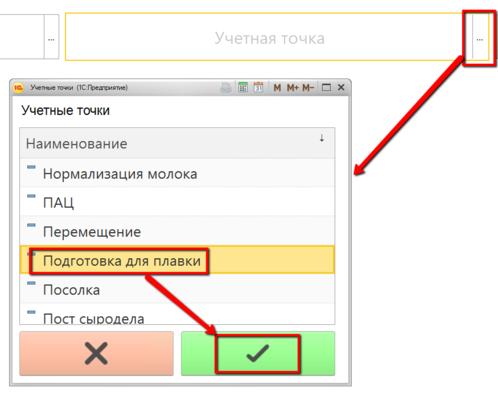 ...
Учетная точка
...
Учетные точки (1С:Предприятие)
M M+ M-
Учетные точки
Наименование
Нормализация молока
ПАЦ
Перемещение
Подготовка для плавки
Посолка
Пост сыродела